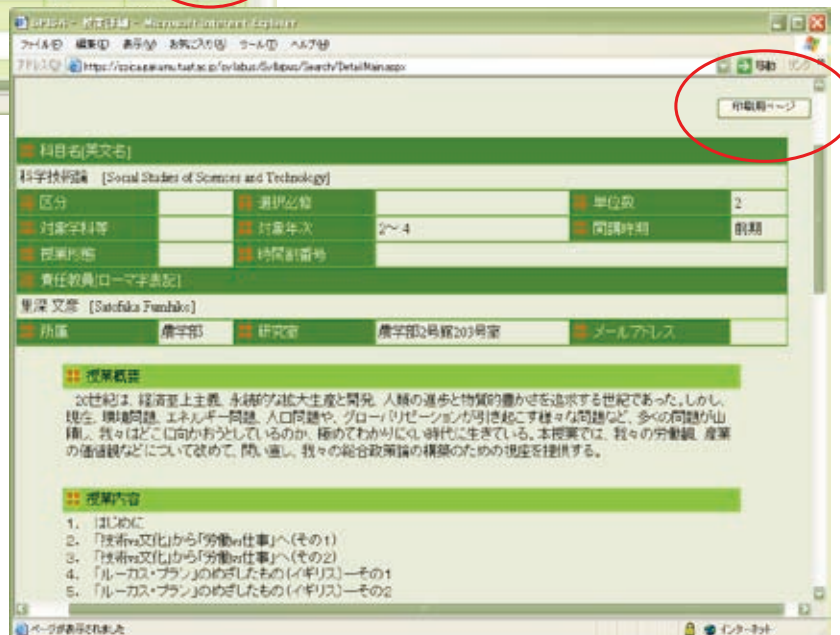 ファイル(F) 編集(E) 表示(V) お気に入り(A) ツール(T) ヘルプ(H)
移動
印刷用ページ
科目名[英文名]
科学技術論 [Social Studies of Sciences and Technology]
区分 選択必修 単位数 2
対象学科等 対象年次 2～4 開講時期 前期
授業形態 時間割番号
責任教員[ローマ字表記]
里深 文彦 [Satofuka Fumihiko]
所属 農学部 研究室 農学部2号館203号室 メールアドレス
授業概要
20世紀は、経済至上主義、永続的な拡大生産と開発、人類の進歩と物質的豊かさを追求する世紀であった。しかし、
現在、環境問題、エネルギー問題、人口問題や、グローバリゼーションが引き起こす様々な問題など、多くの問題が山
積し、我々はどこに向かおうとしているのか、極めてわかりにくい時代に生きている。本授業では、我々の労働観、産業
の価値観などについて改めて、問い直し、我々の総合政策論の構築のための視座を提供する。
授業内容
1. はじめに
2. 「技術vs文化」から「労働vs仕事」へ(その1)
3. 「技術vs文化」から「労働vs仕事」へ(その2)
4. 「ルーカス・プラン」のめざしたもの(イギリス)―その1
5. 「ルーカス・プラン」のめざしたもの(イギリス)―その2
ページが表示されました インターネット